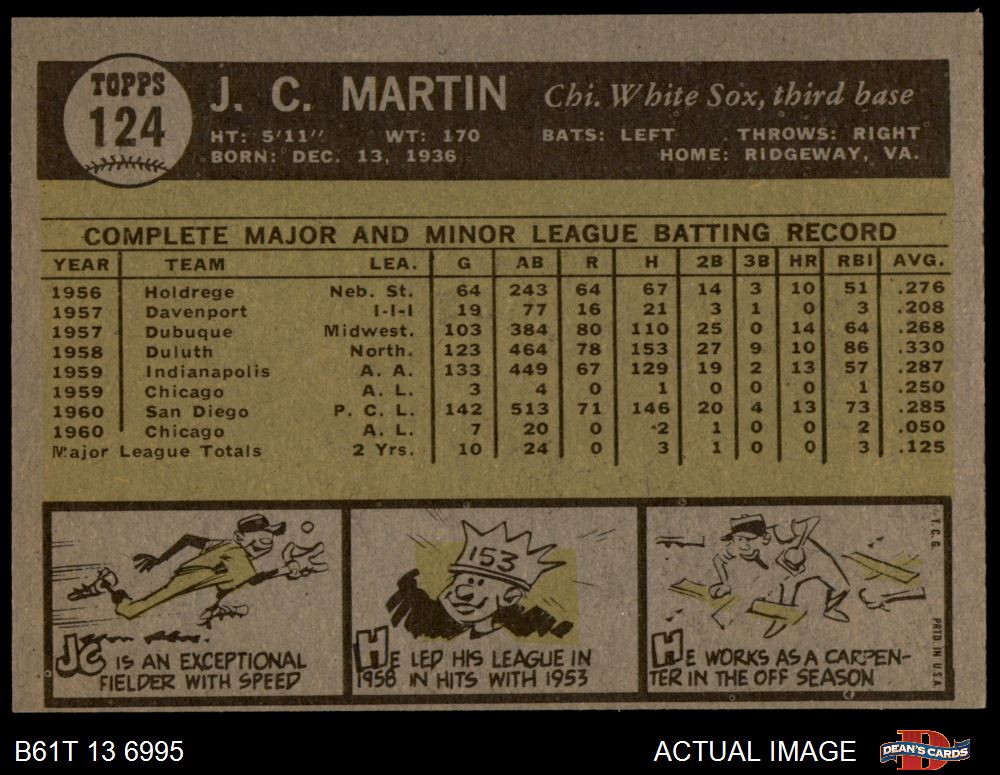 TOPPS
124
J. C. MARTIN Chi. White Sox, third base
HT: 5'11" WT: 170 BATS: LEFT THROWS: RIGHT
BORN: DEC. 13, 1936 HOME: RIDGEWAY, VA.
COMPLETE MAJOR AND MINOR LEAGUE BATTING RECORD
YEAR TEAM LEA. G AB R H 2B 3B HR RBI AVG.
1956 Holdrege Neb. St. 64 243 64 67 14 3 10 51 .276
1957 Davenport I-I-I 19 77 16 21 3 1 0 3 .208
1957 Dubuque Midwest. 103 384 80 110 25 0 14 64 .268
1958 Duluth North. 123 464 78 153 27 9 10 86 .330
1959 Indianapolis A. A. 133 449 67 129 19 2 13 57 .287
1959 Chicago A. L. 3 4 0 1 0 0 0 1 .250
1960 San Diego P. C. L. 142 513 71 146 20 4 13 73 .285
1960 Chicago A. L. 7 20 0 2 1 0 0 2 .050
Major League Totals 2 Yrs. 10 24 0 3 1 0 0 3 .125
153
JC IS AN EXCEPTIONAL
FIELDER WITH SPEED
HE LED HIS LEAGUE IN
1958 IN HITS WITH 1953
HE WORKS AS A CARPEN-
TER IN THE OFF SEASON
T.C.G.
PRTD IN U.S.A.
B61T 13 6995
ACTUAL IMAGE
D
DEAN'S CARDS